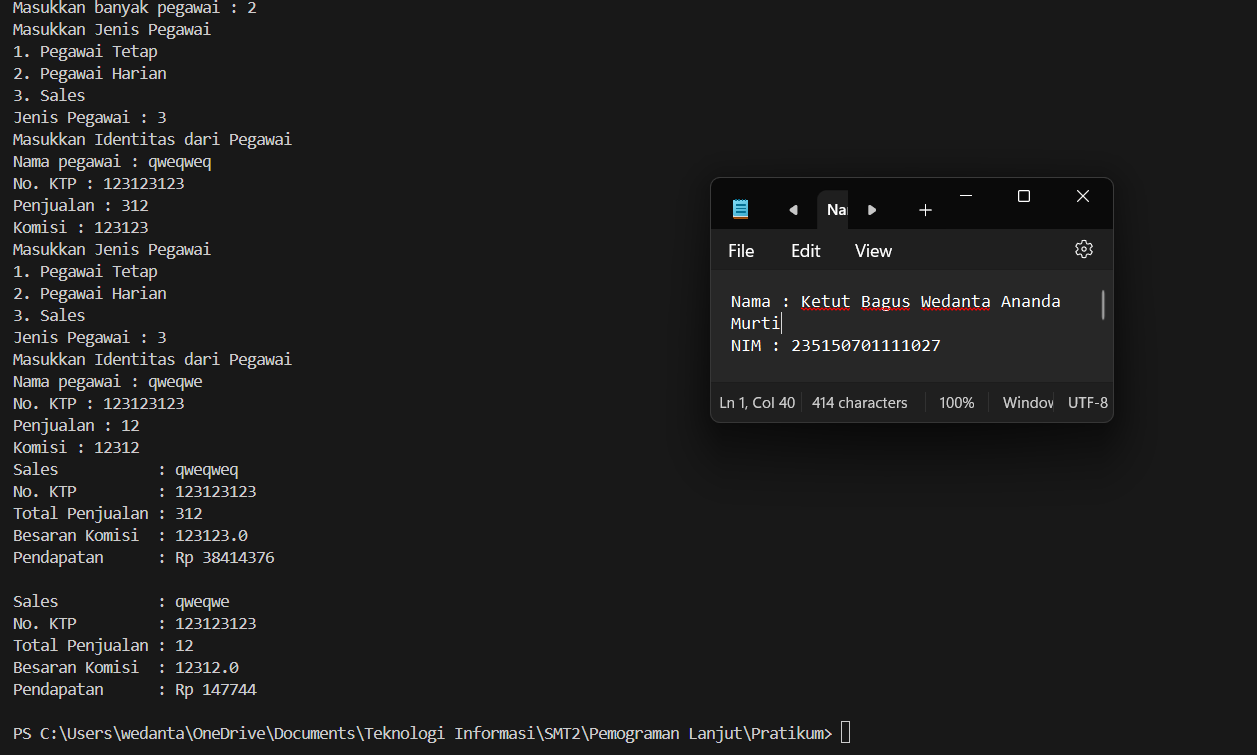 Masukkan banyak pegawai : 2
Masukkan Jenis Pegawai
1. Pegawai Tetap
2. Pegawai Harian
3. Sales
Jenis Pegawai : 3
Masukkan Identitas dari Pegawai
Nama pegawai : qweqweq
No. KTP : 123123123
Penjualan : 312
Komisi : 123123
Masukkan Jenis Pegawai
1. Pegawai Tetap
2. Pegawai Harian
3. Sales
Jenis Pegawai : 3
Masukkan Identitas dari Pegawai
Nama pegawai : qweqwe
No. KTP : 123123123
Penjualan : 12
Komisi : 12312
Sales : qweqweq
No. KTP : 123123123
Total Penjualan : 312
Besaran Komisi : 123123.0
Pendapatan : Rp 38414376
Sales : qweqwe
No. KTP : 123123123
Total Penjualan : 12
Besaran Komisi : 12312.0
Pendapatan : Rp 147744
PS C:\Users\wedanta\OneDrive\Documents\Teknologi Informasi\SMT2\Pemograman Lanjut\Pratikum>
Na
File Edit View
Nama : Ketut Bagus Wedanta Ananda
Murti
NIM : 235150701111027
Ln 1, Col 40 414 characters 100% Window UTF-8